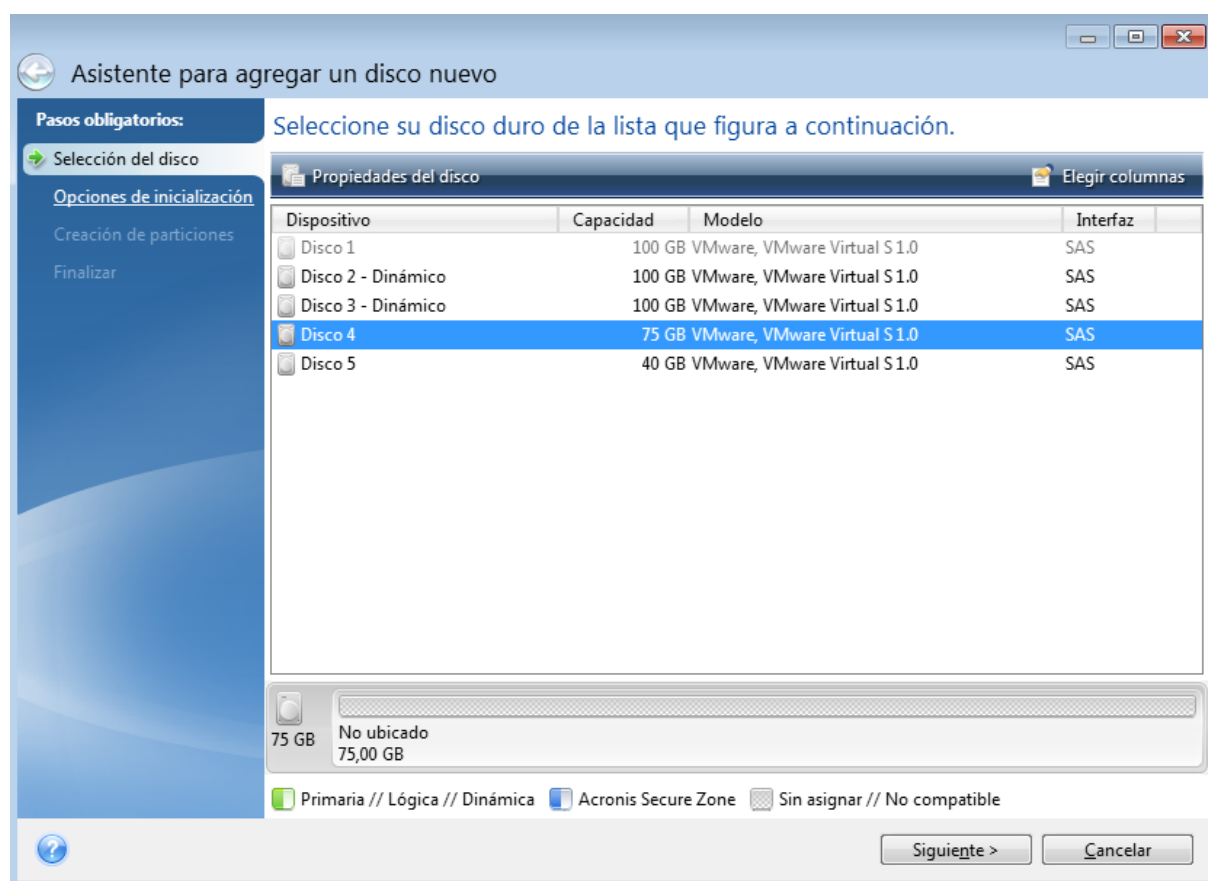 Asistente para agregar un disco nuevo
Pasos obligatorios:
Selección del disco
Opciones de inicialización
Creación de particiones
Finalizar
Seleccione su disco duro de la lista que figura a continuación.
Propiedades del disco Elegir columnas
Dispositivo Capacidad Modelo Interfaz
Disco 1 100 GB VMware, VMware Virtual S 1.0 SAS
Disco 2 - Dinámico 100 GB VMware, VMware Virtual S 1.0 SAS
Disco 3 - Dinámico 100 GB VMware, VMware Virtual S 1.0 SAS
Disco 4 75 GB VMware, VMware Virtual S 1.0 SAS
Disco 5 40 GB VMware, VMware Virtual S 1.0 SAS
75 GB
No ubicado
75,00 GB
Primaria // Lógica // Dinámica Acronis Secure Zone Sin asignar // No compatible
? Siguiente > Cancelar